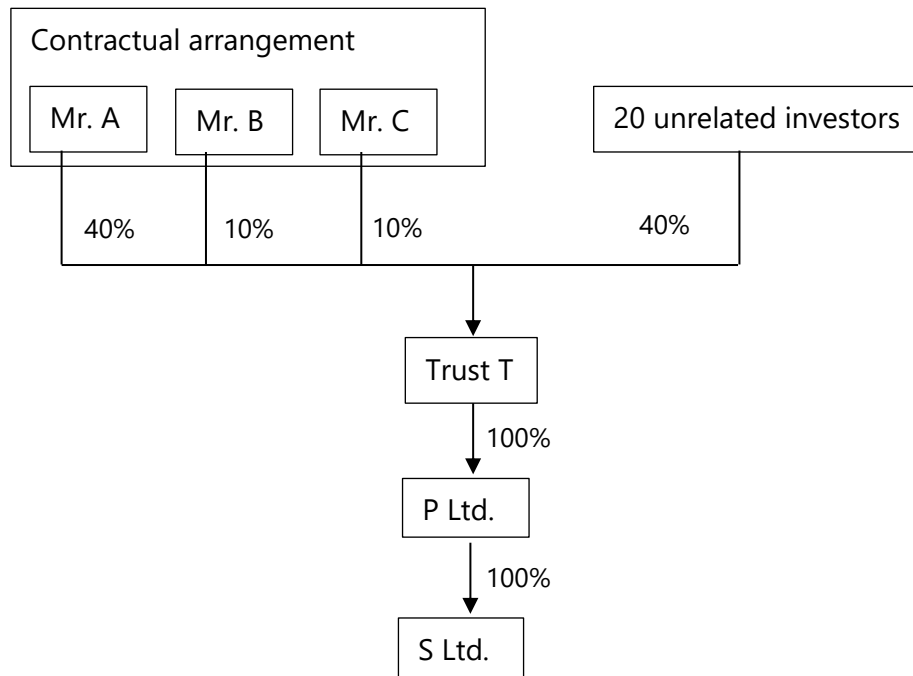 Contractual arrangement
Mr. A
Mr. B
Mr. C
20 unrelated investors
40%
10%
10%
40%
Trust T
100%
P Ltd.
100%
S Ltd.